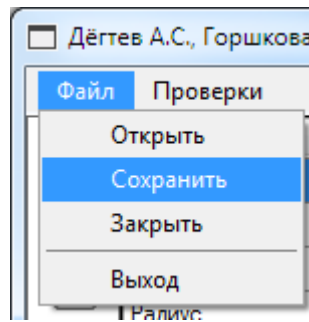 Дёгтев А.С., Горшкова
Файл Проверки
Открыть
Сохранить
Закрыть
Выход
Радиус